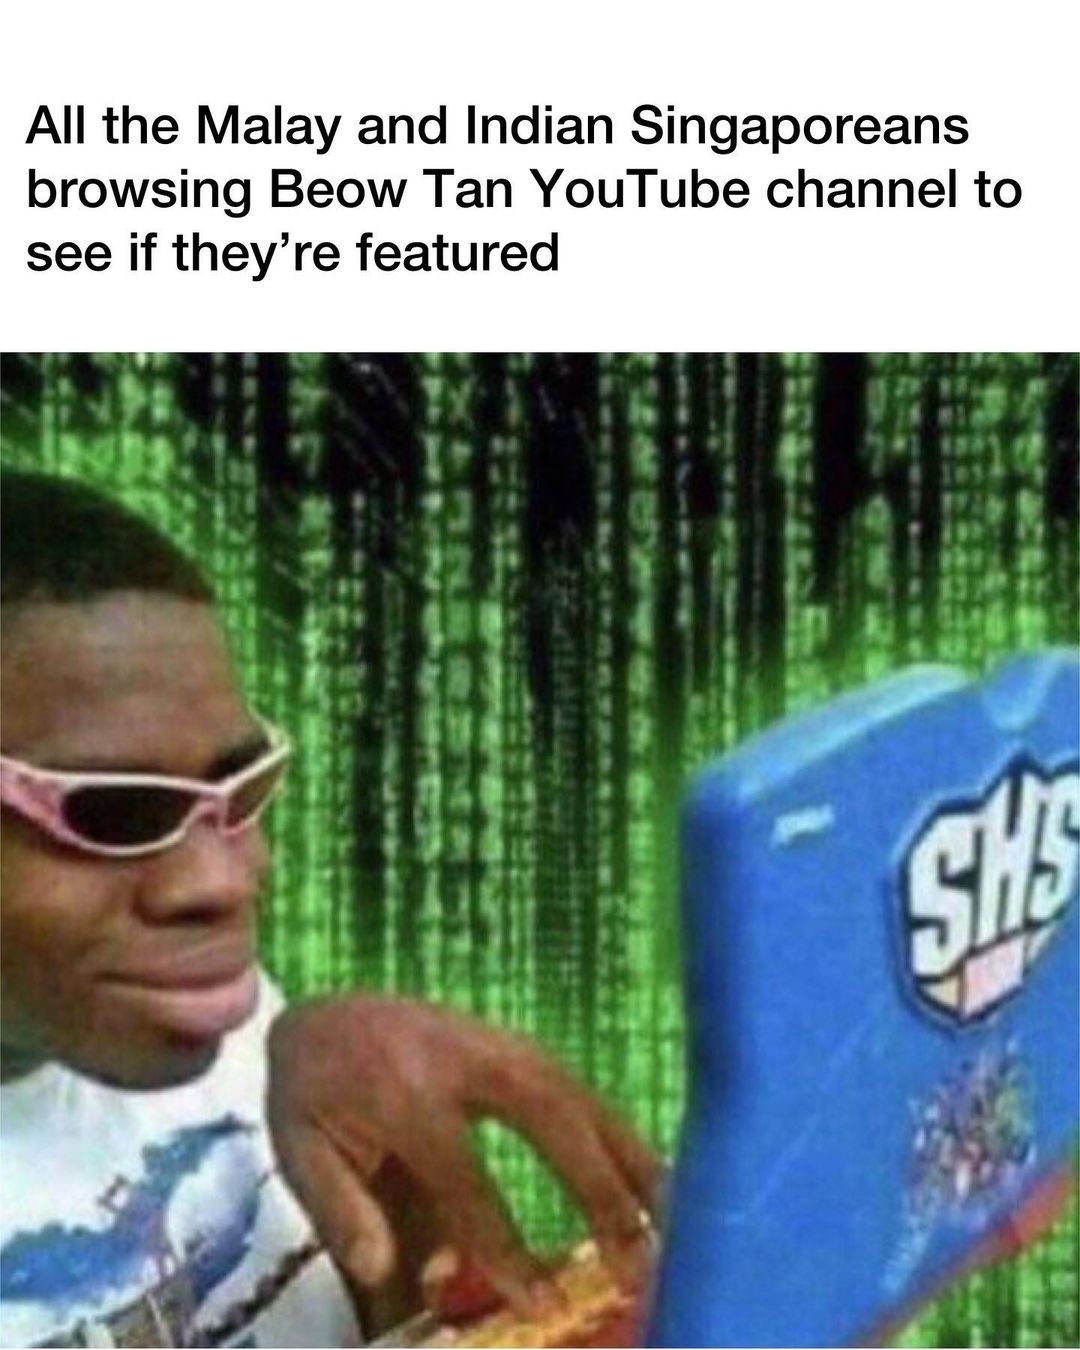 All the Malay and Indian Singaporeans
browsing Beow Tan YouTube channel to
see if they’re featured
SHS